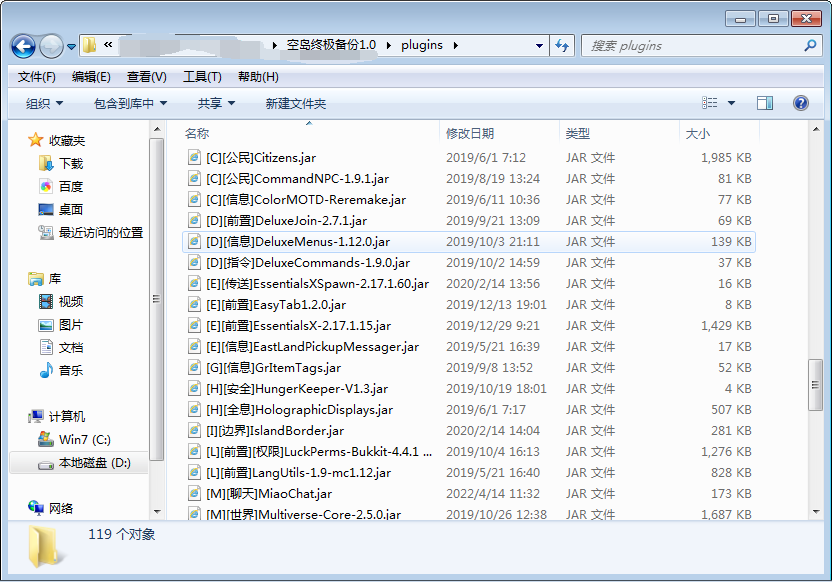 « 空岛终极备份1.0 plugins 搜索 plugins
文件(F) 编辑(E) 查看(V) 工具(T) 帮助(H)
组织 包含到库中 共享 新建文件夹
收藏夹
下载
百度
桌面
最近访问的位置
库
视频
图片
文档
音乐
计算机
Win7 (C:)
本地磁盘 (D:)
网络
名称 修改日期 类型 大小
[C][公民]Citizens.jar 2019/6/1 7:12 JAR 文件 1,985 KB
[C][公民]CommandNPC-1.9.1.jar 2019/8/19 13:24 JAR 文件 81 KB
[C][信息]ColorMOTD-Reremake.jar 2019/6/11 10:36 JAR 文件 77 KB
[D][前置]DeluxeJoin-2.7.1.jar 2019/9/21 13:09 JAR 文件 69 KB
[D][信息]DeluxeMenus-1.12.0.jar 2019/10/3 21:11 JAR 文件 139 KB
[D][指令]DeluxeCommands-1.9.0.jar 2019/10/2 14:59 JAR 文件 37 KB
[E][传送]EssentialsXSpawn-2.17.1.60.jar 2020/2/14 13:56 JAR 文件 16 KB
[E][前置]EasyTab1.2.0.jar 2019/12/13 19:01 JAR 文件 8 KB
[E][前置]EssentialsX-2.17.1.15.jar 2019/12/29 9:21 JAR 文件 1,429 KB
[E][信息]EastLandPickupMessager.jar 2019/5/21 16:39 JAR 文件 17 KB
[G][信息]GrItemTags.jar 2019/9/8 13:52 JAR 文件 52 KB
[H][安全]HungerKeeper-V1.3.jar 2019/10/19 18:01 JAR 文件 4 KB
[H][全息]HolographicDisplays.jar 2019/6/1 7:17 JAR 文件 507 KB
[I][边界]IslandBorder.jar 2020/2/14 14:04 JAR 文件 281 KB
[L][前置][权限]LuckPerms-Bukkit-4.4.1 ... 2019/10/4 16:13 JAR 文件 1,276 KB
[L][前置]LangUtils-1.9-mc1.12.jar 2019/5/21 16:40 JAR 文件 828 KB
[M][聊天]MiaoChat.jar 2022/4/14 11:32 JAR 文件 173 KB
[M][世界]Multiverse-Core-2.5.0.jar 2019/10/26 12:38 JAR 文件 1,687 KB
119 个对象